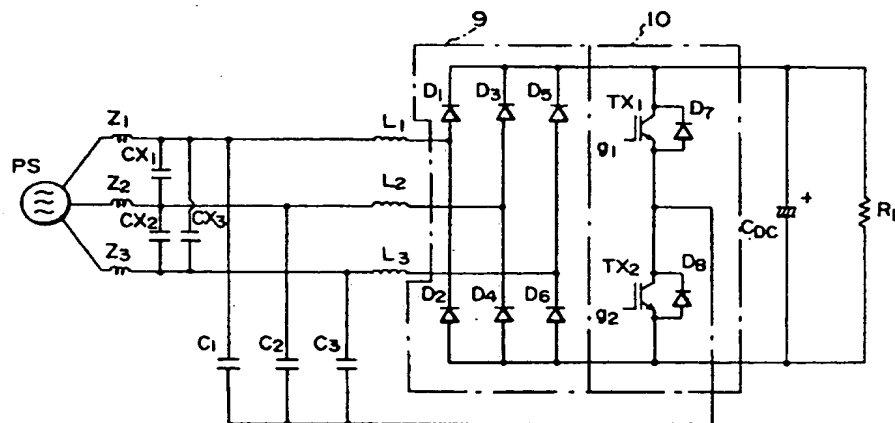 9
10
D1
D3
D5
TX1
D7
g1
Z1
L1
CX1
PS
Z2
L2
CX2
CX3
Z3
L3
CDC
+
R1
D2
D4
D6
TX2
D8
g2
C1
C2
C3